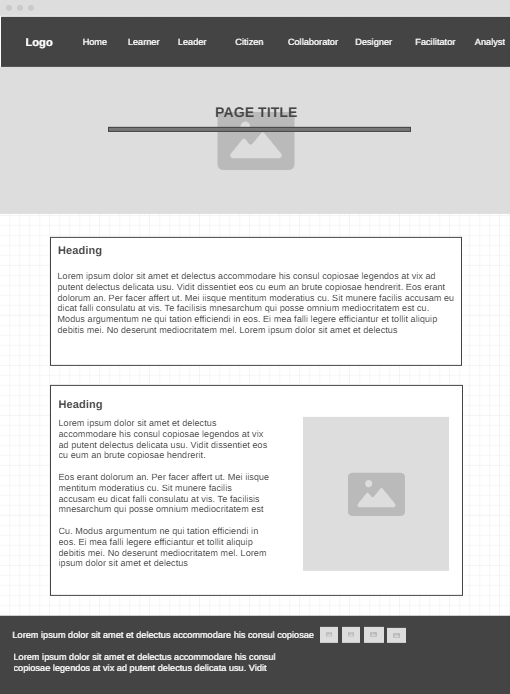 Logo Home Learner Leader Citizen Collaborator Designer Facilitator Analyst
PAGE TITLE
Heading
Lorem ipsum dolor sit amet et delectus accommodare his consul copiosae legendos at vix ad
putent delectus delicata usu. Vidit dissentiet eos cu eum an brute copiosae hendrerit. Eos erant
dolorum an. Per facer affert ut. Mei iisque mentitum moderatius cu. Sit munere facilis accusam eu
dicat falli consulatu at vis. Te facilisis mnesarchum qui posse omnium mediocritatem est cu.
Modus argumentum ne qui tation efficiendi in eos. Ei mea falli legere efficiantur et tollit aliquip
debitis mei. No deserunt mediocritatem mel. Lorem ipsum dolor sit amet et delectus
Heading
Lorem ipsum dolor sit amet et delectus
accommodare his consul copiosae legendos at vix
ad putent delectus delicata usu. Vidit dissentiet eos
cu eum an brute copiosae hendrerit.
Eos erant dolorum an. Per facer affert ut. Mei iisque
mentitum moderatius cu. Sit munere facilis
accusam eu dicat falli consulatu at vis. Te facilisis
mnesarchum qui posse omnium mediocritatem est
Cu. Modus argumentum ne qui tation efficiendi in
eos. Ei mea falli legere efficiantur et tollit aliquip
debitis mei. No deserunt mediocritatem mel. Lorem
ipsum dolor sit amet et delectus
Lorem ipsum dolor sit amet et delectus accommodare his consul copiosae
Lorem ipsum dolor sit amet et delectus accommodare his consul
copiosae legendos at vix ad putent delectus delicata usu. Vidit